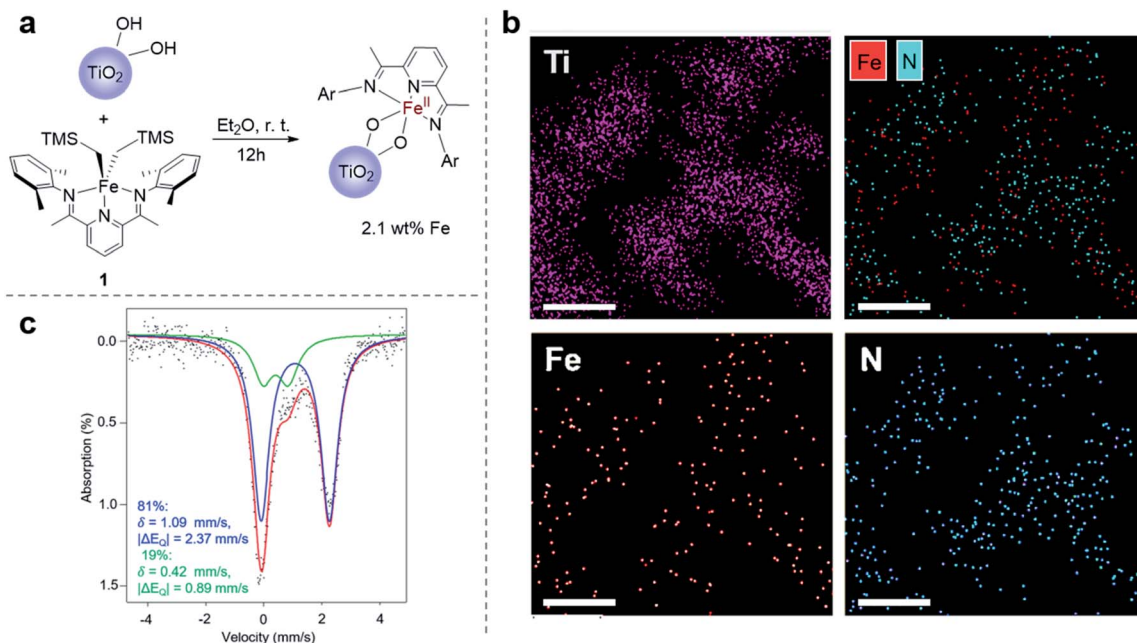 a
OH
OH
TiO2
+
TMS
TMS
Fe
N
N
N
1
Et2O, r. t.
12h
Ar
N
FeII
N
O
O
Ar
TiO2
2.1 wt% Fe
b
Ti
Fe
N
Fe
N
c
0.0
0.5
1.0
1.5
Absorption (%)
81%:
δ = 1.09 mm/s,
|ΔEQ| = 2.37 mm/s
19%:
δ = 0.42 mm/s,
|ΔEQ| = 0.89 mm/s
-4
-2
0
2
4
Velocity (mm/s)